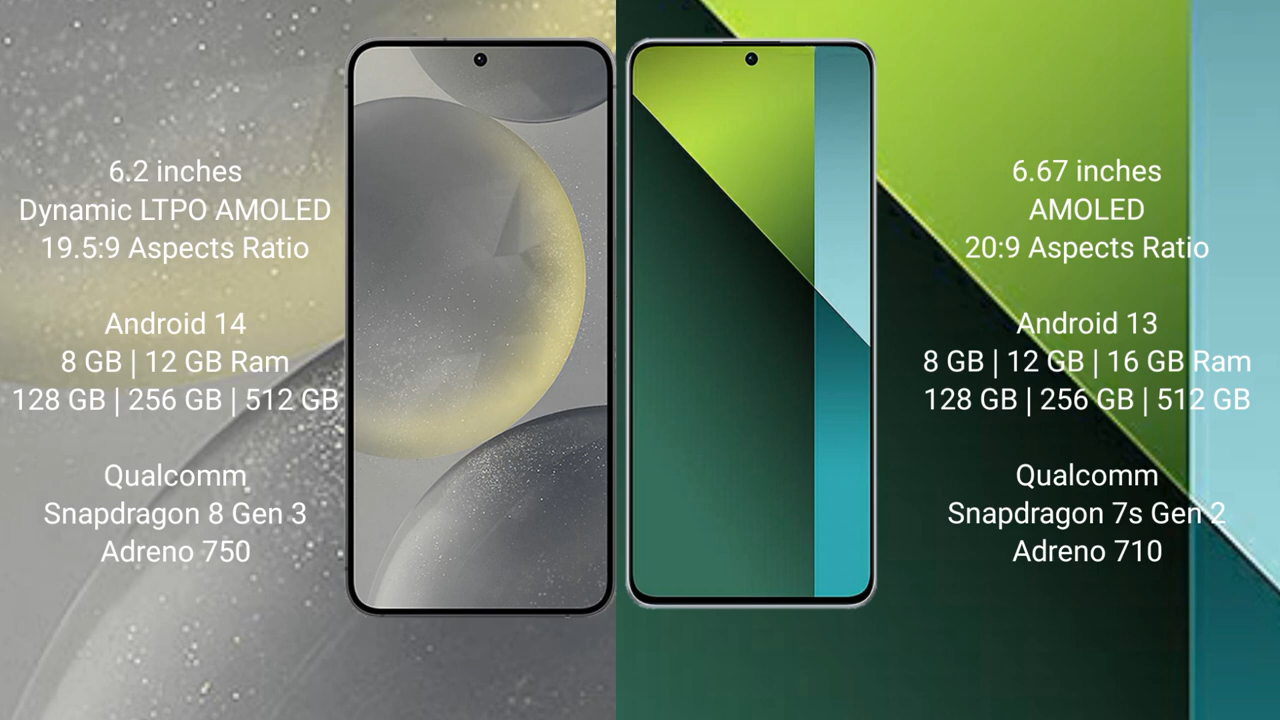 6.2 inches
Dynamic LTPO AMOLED
19.5:9 Aspects Ratio
Android 14
8 GB | 12 GB Ram
128 GB | 256 GB | 512 GB
Qualcomm
Snapdragon 8 Gen 3
Adreno 750
6.67 inches
AMOLED
20:9 Aspects Ratio
Android 13
8 GB | 12 GB | 16 GB Ram
128 GB | 256 GB | 512 GB
Qualcomm
Snapdragon 7s Gen 2
Adreno 710